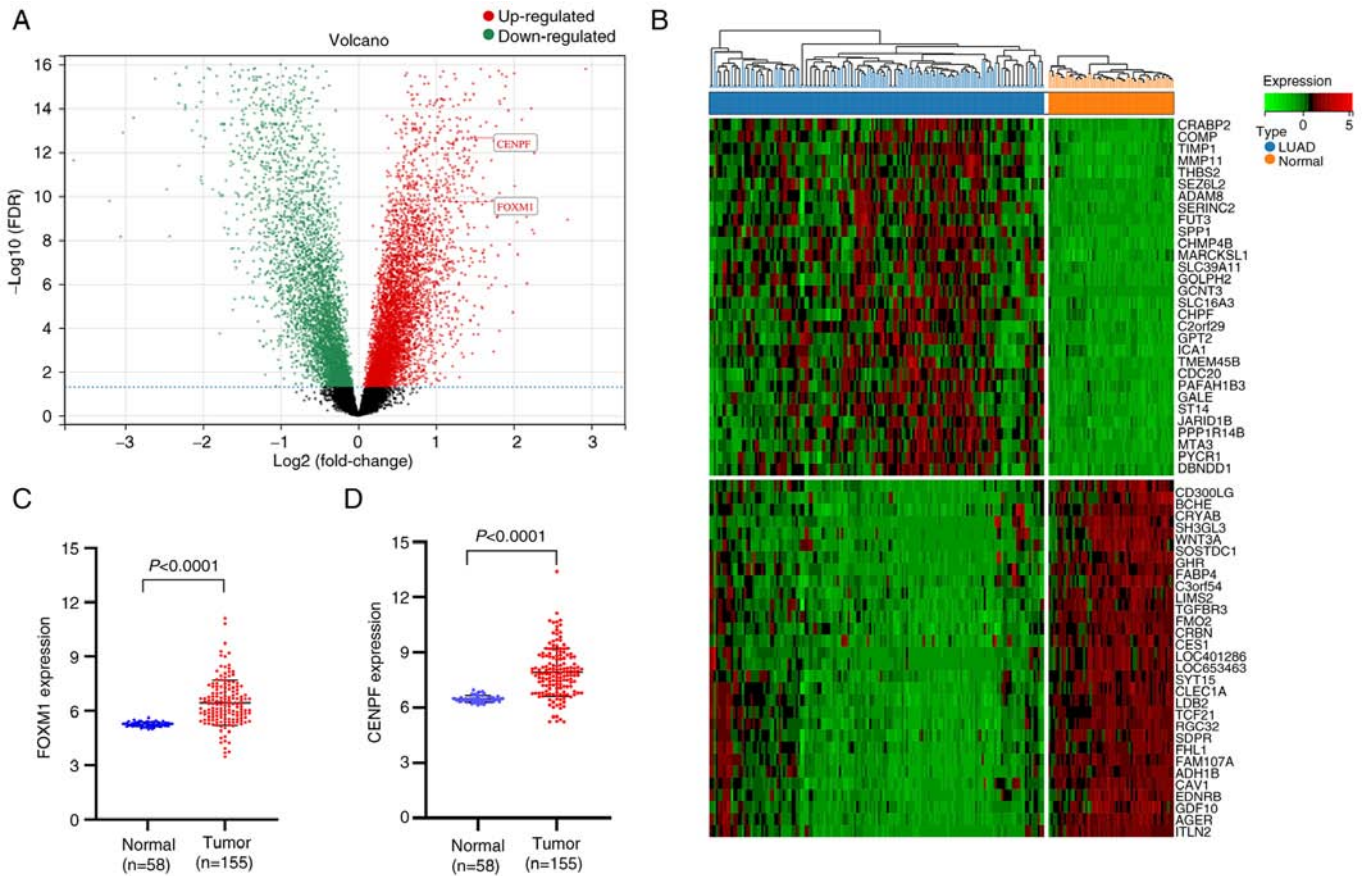 A
Up-regulated
Down-regulated
Volcano
CENPF
FOXM1
16
14
12
10
8
6
4
2
0
−Log10 (FDR)
−3 −2 −1 0 1 2 3
Log2 (fold-change)
B
Expression
0 5
Type
LUAD
Normal
CRABP2
COMP
TIMP1
MMP11
THBS2
SEZ6L2
ADAM8
SERINC2
FUT3
SPP1
CHMP4B
MARCKSL1
SLC39A11
GOLPH2
GCNT3
SLC16A3
CHPF
C2orf29
GPT2
ICA1
TMEM45B
CDC20
PAFAH1B3
GALE
ST14
JARID1B
PPP1R14B
MTA3
PYCR1
DBNDD1
CD300LG
BCHE
CRYAB
SH3GL3
WNT3A
SOSTDC1
GHR
FABP4
C3orf54
LIMS2
TGFBR3
FMO2
CRBN
CES1
LOC401286
LOC653463
SYT15
CLEC1A
LDB2
TCF21
RGC32
SDPR
FHL1
FAM107A
ADH1B
CAV1
EDNRB
GDF10
AGER
ITLN2
C
P<0.0001
15
12
9
6
3
0
FOXM1 expression
Normal Tumor
(n=58) (n=155)
D
P<0.0001
15
12
9
6
3
0
CENPF expression
Normal Tumor
(n=58) (n=155)